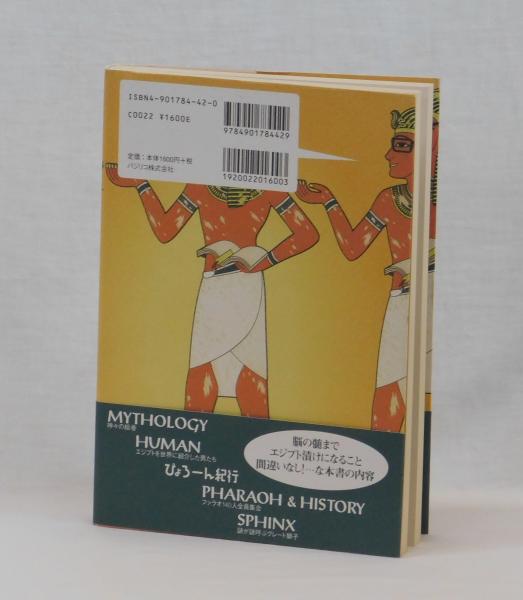 ISBN4-901784-42-0
C0022 ¥1600E
9784901784429
定価：本体1600円＋税
バジリコ株式会社
1920022016003
MYTHOLOGY
神々の絵巻
HUMAN
エジプトを世界に紹介した男たち
ぴょろーん紀行
PHARAOH & HISTORY
ファラオ140人全員集合
SPHINX
謎が謎呼ぶグレート獅子
脳の髄まで
エジプト漬けになること
間違いなし！…な本書の内容